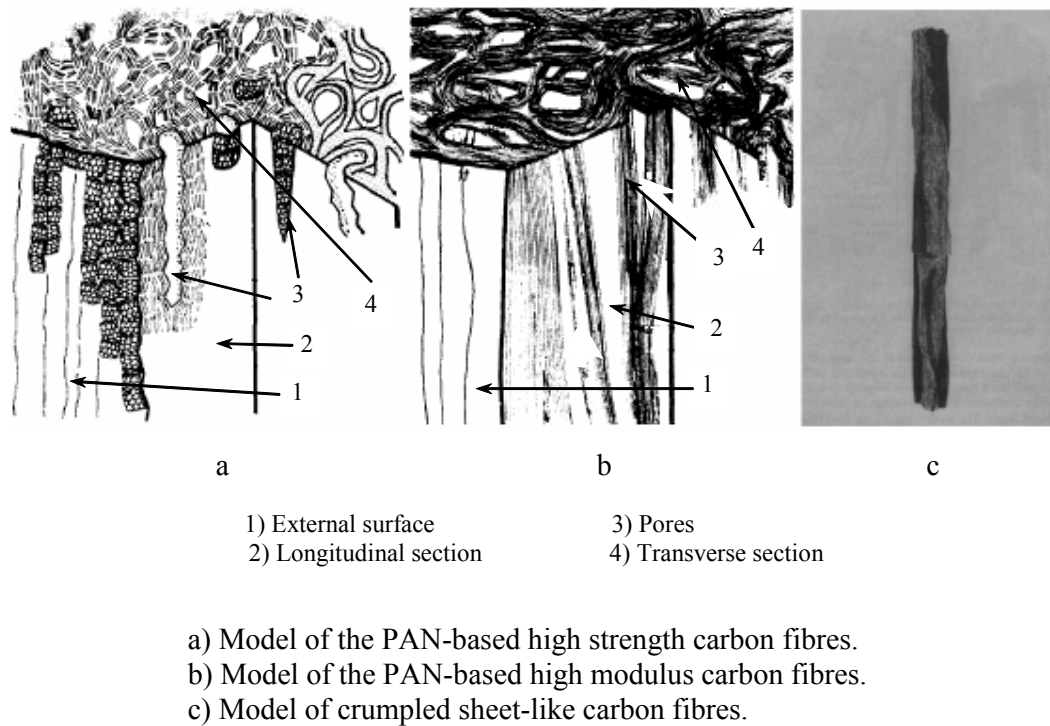 3
4
2
1
4
3
2
1
a b c
1) External surface 3) Pores
2) Longitudinal section 4) Transverse section
a) Model of the PAN-based high strength carbon fibres.
b) Model of the PAN-based high modulus carbon fibres.
c) Model of crumpled sheet-like carbon fibres.